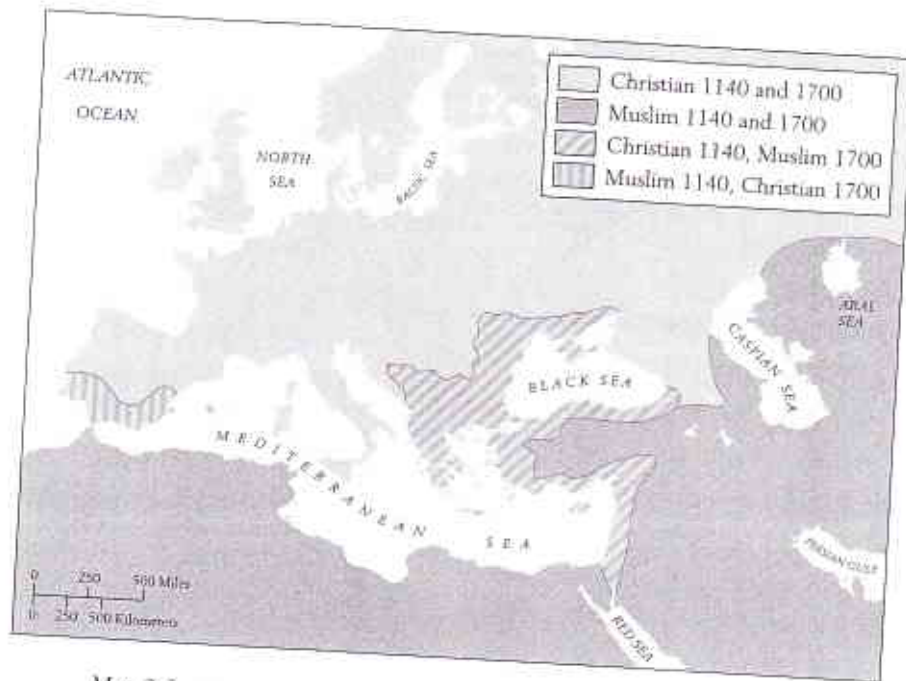 ATLANTIC
OCEAN
NORTH
SEA
BALTIC SEA
Christian 1140 and 1700
Muslim 1140 and 1700
Christian 1140, Muslim 1700
Muslim 1140, Christian 1700
ARAL
SEA
CASPIAN SEA
BLACK SEA
MEDITERRANEAN SEA
PERSIAN GULF
RED SEA
0 250 500 Miles
0 250 500 Kilometers